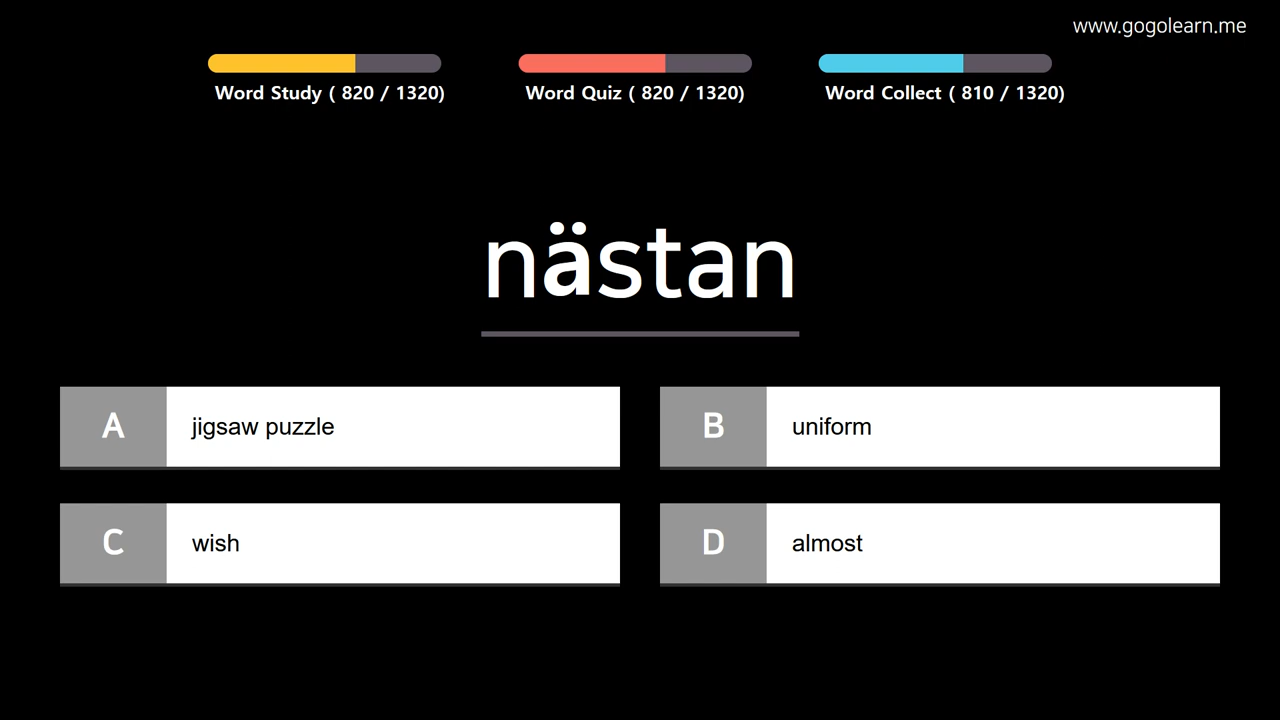 www.gogolearn.me
Word Study ( 820 / 1320)
Word Quiz ( 820 / 1320)
Word Collect ( 810 / 1320)
nästan
A jigsaw puzzle
B uniform
C wish
D almost